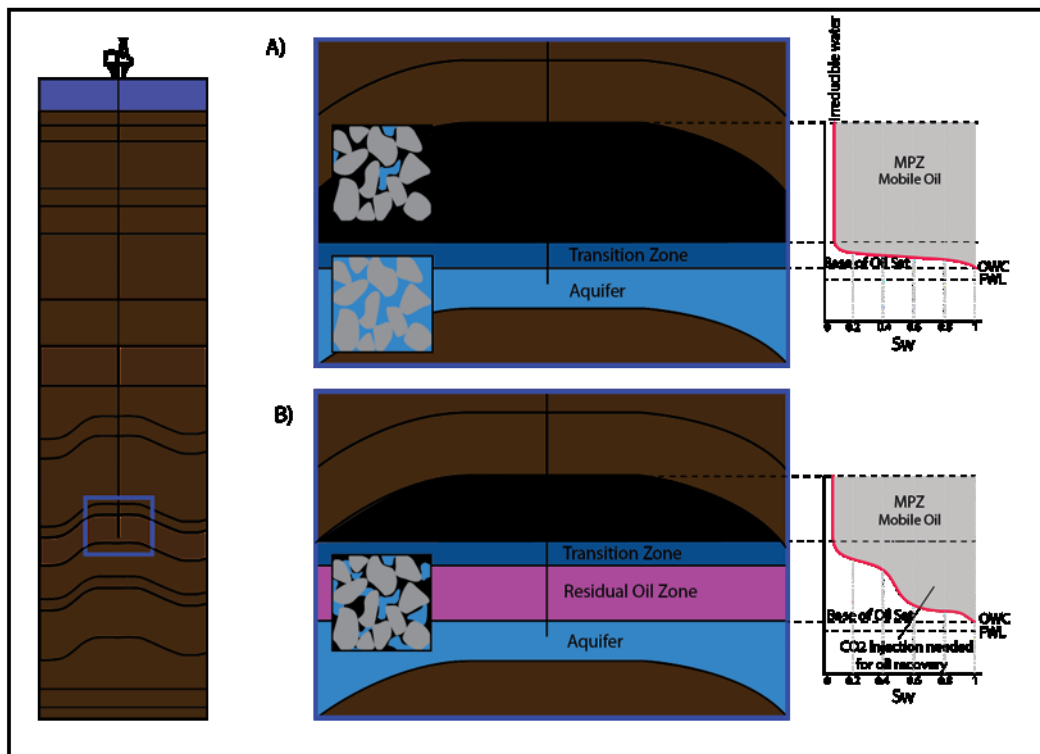 A)
Irreducible water
MPZ
Mobile Oil
Transition Zone
Base of Oil Sat.
OWC
FWL
Aquifer
0
0.2
0.4
0.6
0.8
1
Sw
B)
MPZ
Mobile Oil
Transition Zone
Residual Oil Zone
Base of Oil Sat.
OWC
FWL
Aquifer
CO2 Injection needed
for oil recovery
0
0.2
0.4
0.6
0.8
1
Sw